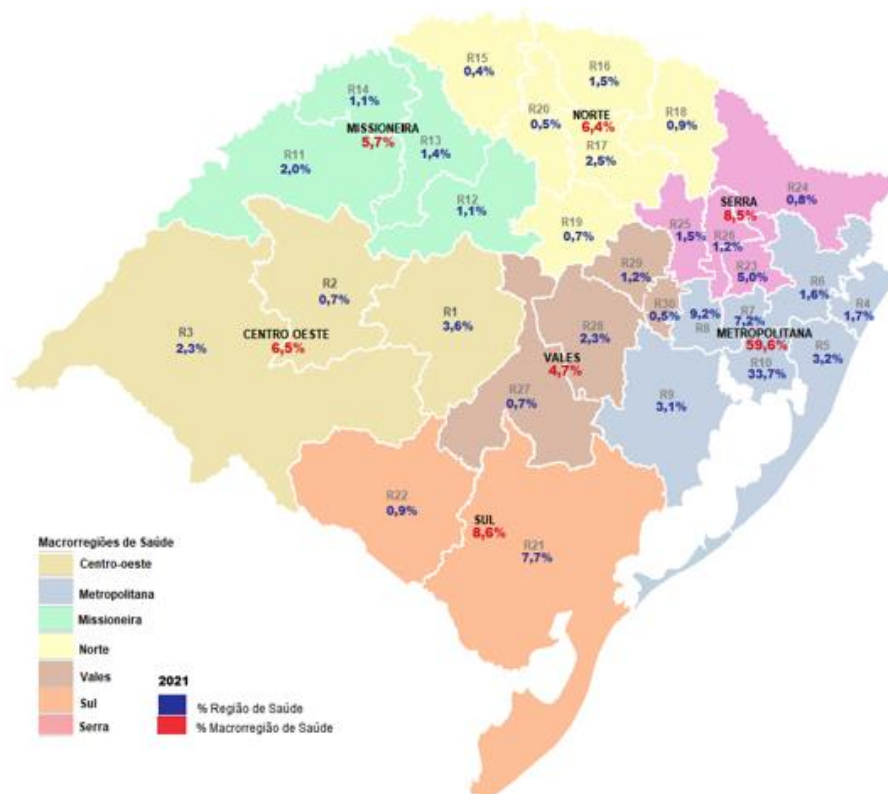 R15
0,4%
R16
1,5%
R14
1,1%
R20
0,5%
NORTE
6,4%
R18
0,9%
MISSIONEIRA
5,7%
R13
1,4%
R17
2,5%
R11
2,0%
R24
0,8%
R12
1,1%
SERRA
8,5%
R25
1,5%
R26
1,2%
R19
0,7%
R29
1,2%
R23
5,0%
R2
0,7%
R6
1,6%
R4
1,7%
R1
3,6%
R30
0,5%
9,2%
R8
R7
7,2%
R3
2,3%
CENTRO OESTE
6,5%
R28
2,3%
METROPOLITANA
59,6%
R5
3,2%
VALES
4,7%
R10
33,7%
R27
0,7%
R9
3,1%
R22
0,9%
SUL
8,6%
R21
7,7%
Macrorregiões de Saúde
Centro-oeste
Metropolitana
Missioneira
Norte
Vales
Sul
Serra
2021
% Região de Saúde
% Macrorregião de Saúde